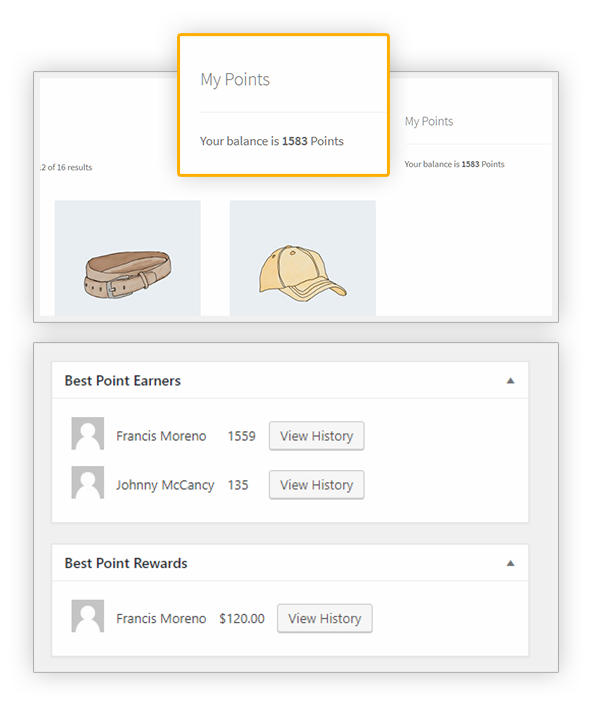 My Points
Your balance is 1583 Points
My Points
Your balance is 1583 Points
2 of 16 results
Best Point Earners
Francis Moreno 1559 View History
Johnny McCancy 135 View History
Best Point Rewards
Francis Moreno $120.00 View History